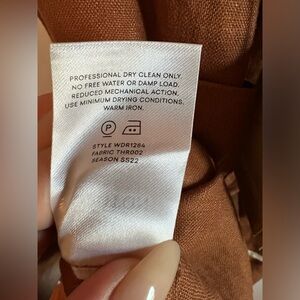 PROFESSIONAL DRY CLEAN ONLY.
NO FREE WATER OR DAMP LOAD.
REDUCED MECHANICAL ACTION.
USE MINIMUM DRYING CONDITIONS.
WARM IRON.
P
STYLE WDR1284
FABRIC THR002
SEASON SS22